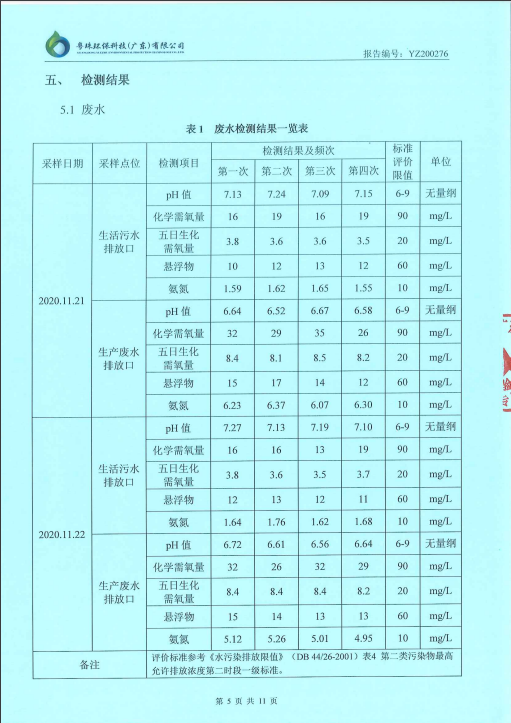 粤珠环保科技(广东)有限公司
报告编号：YZ200276
五、 检测结果
5.1 废水
表1 废水检测结果一览表
采样日期 采样点位 检测项目 检测结果及频次 标准评价限值 单位
第一次 第二次 第三次 第四次
2020.11.21 生活污水排放口 pH 值 7.13 7.24 7.09 7.15 6-9 无量纲
化学需氧量 16 19 16 19 90 mg/L
五日生化需氧量 3.8 3.6 3.6 3.5 20 mg/L
悬浮物 10 12 13 12 60 mg/L
氨氮 1.59 1.62 1.65 1.55 10 mg/L
生产废水排放口 pH 值 6.64 6.52 6.67 6.58 6-9 无量纲
化学需氧量 32 29 35 26 90 mg/L
五日生化需氧量 8.4 8.1 8.5 8.2 20 mg/L
悬浮物 15 17 14 12 60 mg/L
氨氮 6.23 6.37 6.07 6.30 10 mg/L
2020.11.22 生活污水排放口 pH 值 7.27 7.13 7.19 7.10 6-9 无量纲
化学需氧量 16 16 13 19 90 mg/L
五日生化需氧量 3.8 3.6 3.5 3.7 20 mg/L
悬浮物 12 13 12 11 60 mg/L
氨氮 1.64 1.76 1.62 1.68 10 mg/L
生产废水排放口 pH 值 6.72 6.61 6.56 6.64 6-9 无量纲
化学需氧量 32 26 32 29 90 mg/L
五日生化需氧量 8.4 8.4 8.4 8.2 20 mg/L
悬浮物 15 14 13 13 60 mg/L
氨氮 5.12 5.26 5.01 4.95 10 mg/L
备注 评价标准参考《水污染排放限值》（DB 44/26-2001）表4 第二类污染物最高
允许排放浓度第二时段一级标准。
第 5 页 共 11 页